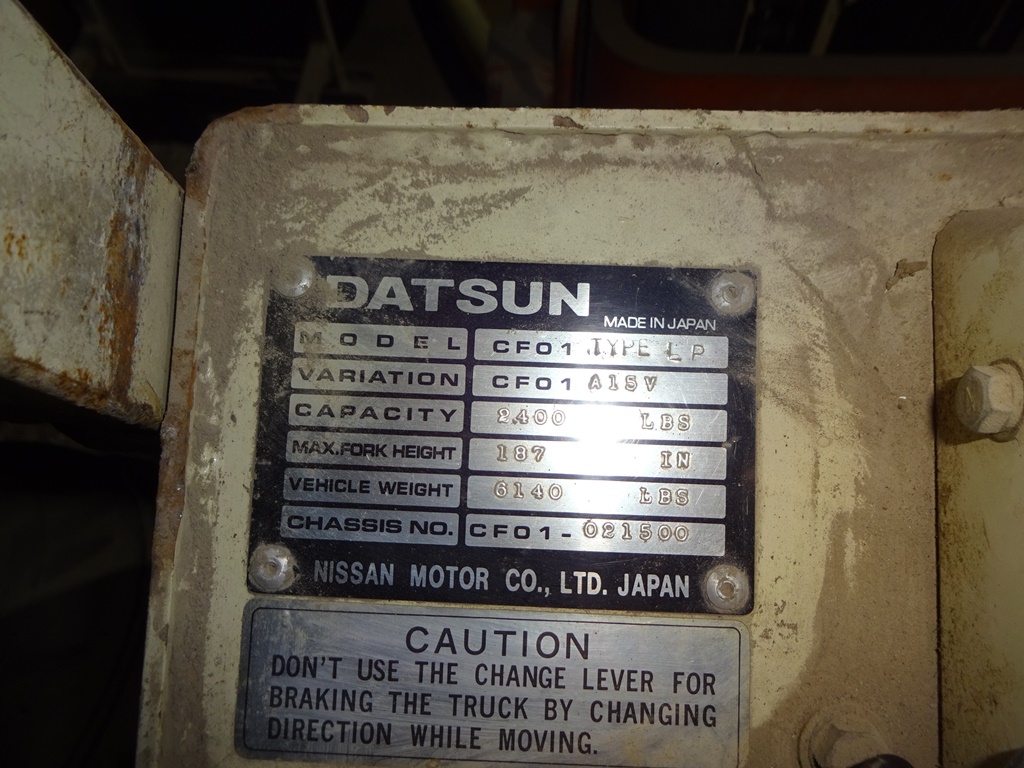 DATSUN
MADE IN JAPAN
MODEL CF01 TYPE LP
VARIATION CF01 A15V
CAPACITY 2400 LBS
MAX. FORK HEIGHT 187 IN
VEHICLE WEIGHT 6140 LBS
CHASSIS NO. CF01-021500
NISSAN MOTOR CO., LTD. JAPAN
CAUTION
DON'T USE THE CHANGE LEVER FOR
BRAKING THE TRUCK BY CHANGING
DIRECTION WHILE MOVING.